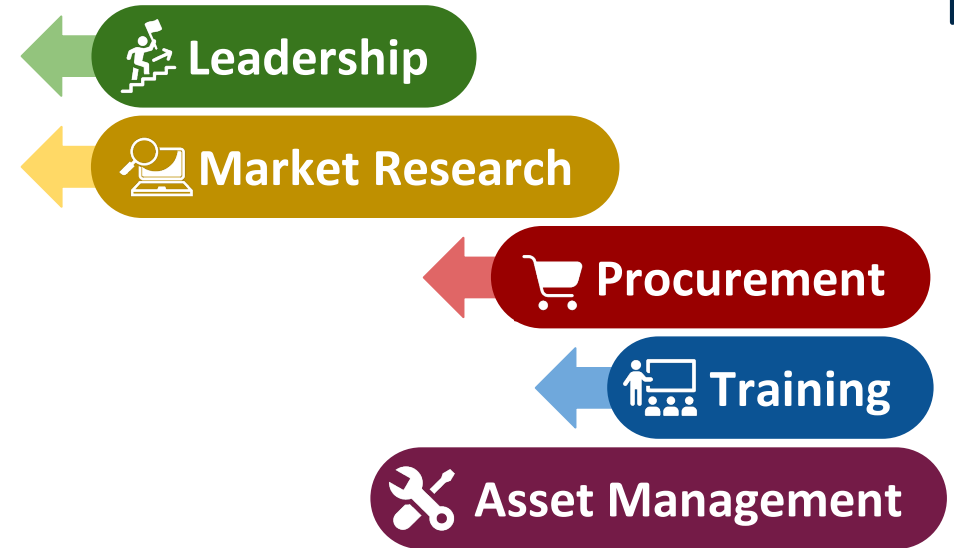 Leadership
Market Research
Procurement
Training
Asset Management